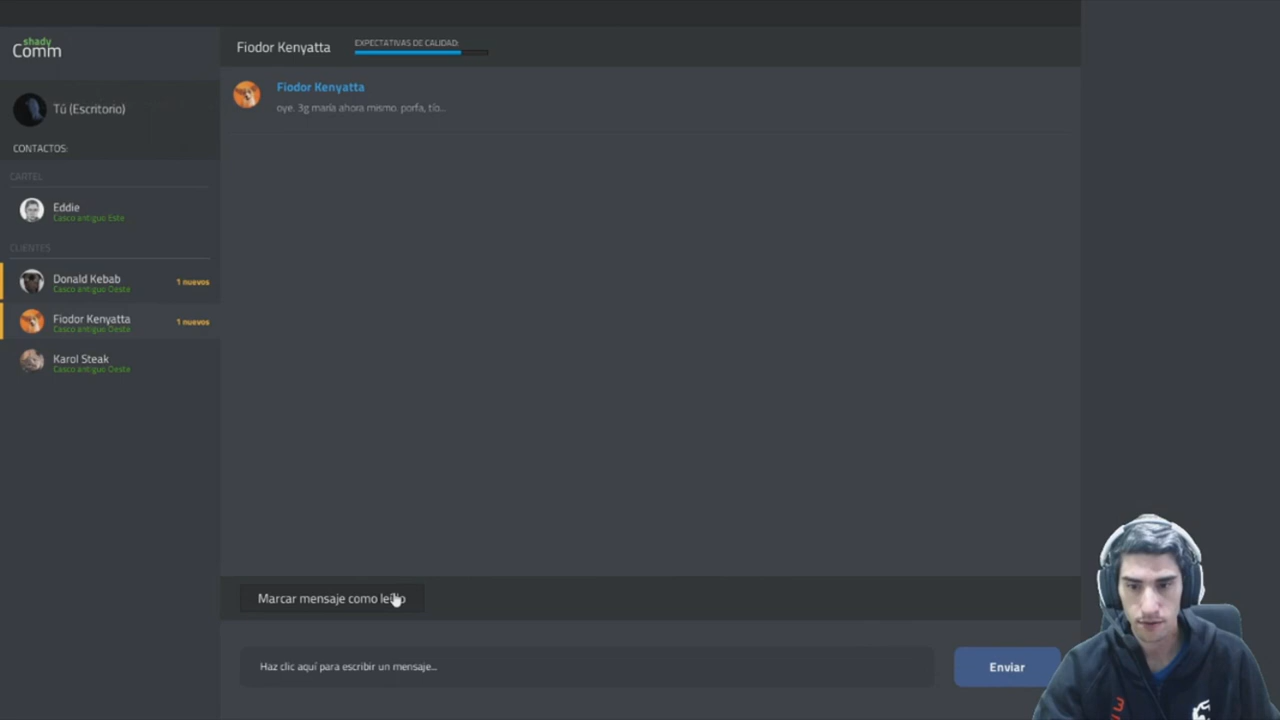 shady
Comm
Tú (Escritorio)
CONTACTOS:
CARTEL
Eddie
Casco antiguo Este
CLIENTES
Donald Kebab
Casco antiguo Oeste
1 nuevos
Fiodor Kenyatta
Casco antiguo Oeste
1 nuevos
Karol Steak
Casco antiguo Oeste
Fiodor Kenyatta
EXPECTATIVAS DE CALIDAD:
Fiodor Kenyatta
oye. 3g maría ahora mismo. porfa, tío...
Marcar mensaje como leído
Haz clic aquí para escribir un mensaje...
Enviar